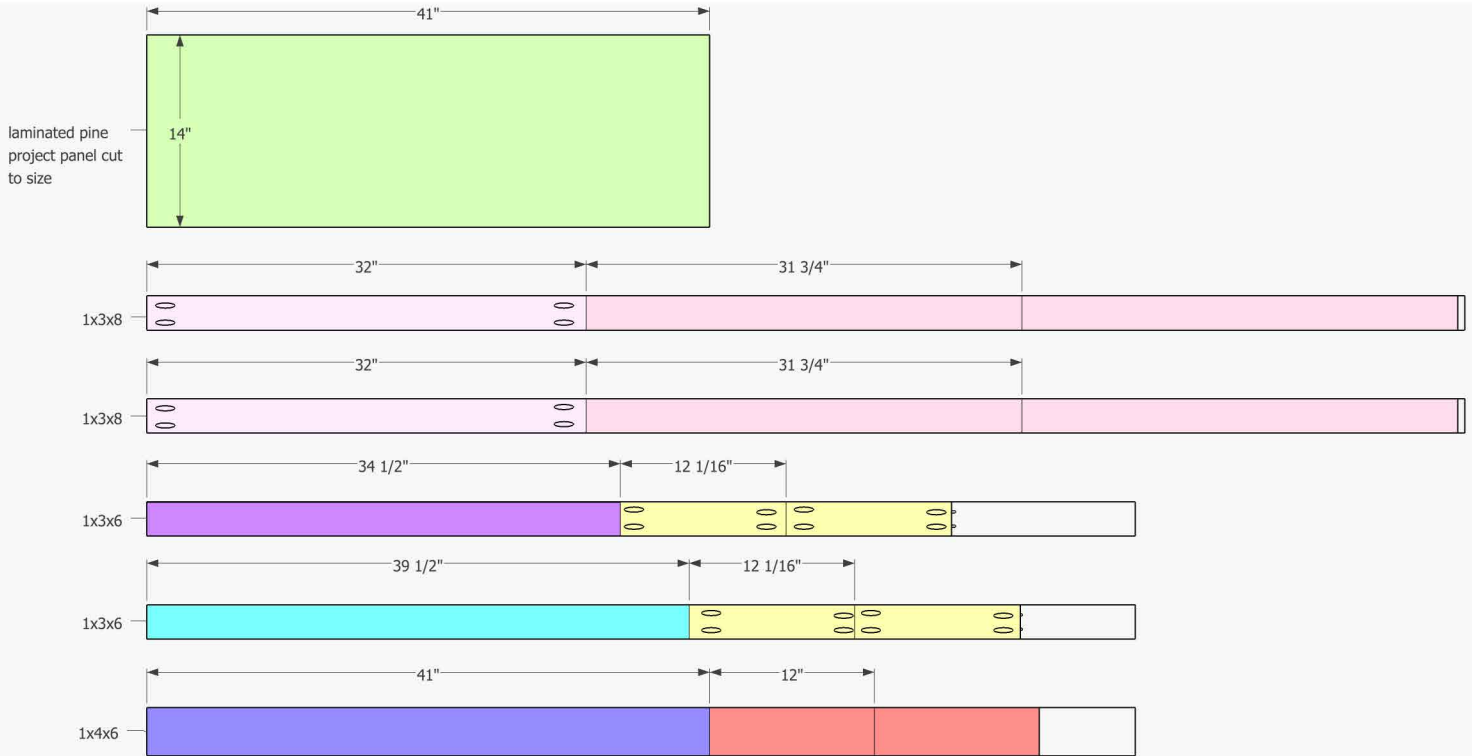 41"
14"
laminated pine
project panel cut
to size
32" 31 3/4"
1x3x8
32" 31 3/4"
1x3x8
34 1/2" 12 1/16"
1x3x6
39 1/2" 12 1/16"
1x3x6
41" 12"
1x4x6